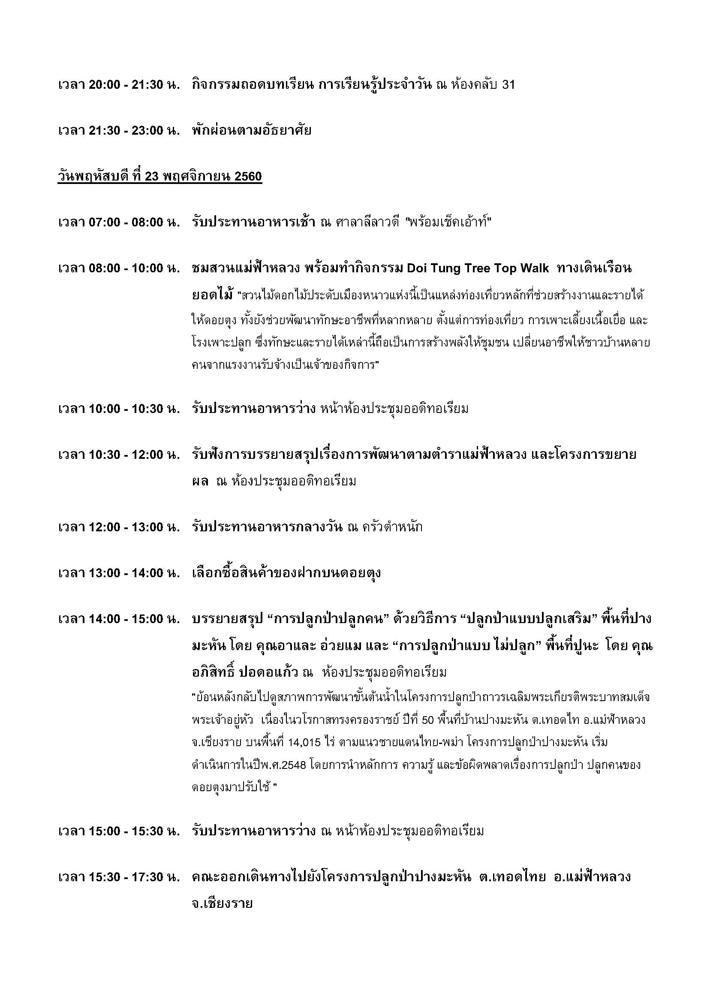 เวลา 20:00 - 21:30 น. กิจกรรมถอดบทเรียน การเรียนรู้ประจำวัน ณ ห้องคลับ 31
เวลา 21:30 - 23:00 น. พักผ่อนตามอัธยาศัย
วันพฤหัสบดี ที่ 23 พฤศจิกายน 2560
เวลา 07:00 - 08:00 น. รับประทานอาหารเช้า ณ ศาลาลีลาวดี "พร้อมเช็คเอ้าท์"
เวลา 08:00 - 10:00 น. ชมสวนแม่ฟ้าหลวง พร้อมทำกิจกรรม Doi Tung Tree Top Walk ทางเดินเรือน
ยอดไม้ "สวนไม้ดอกไม้ประดับเมืองหนาวแห่งนี้เป็นแหล่งท่องเที่ยวหลักที่ช่วยสร้างงานและรายได้
ให้ดอยตุง ทั้งยังช่วยพัฒนาทักษะอาชีพที่หลากหลาย ตั้งแต่การท่องเที่ยว การเพาะเลี้ยงเนื้อเยื่อ และ
โรงเพาะปลูก ซึ่งทักษะและรายได้เหล่านี้ถือเป็นการสร้างพลังให้ชุมชน เปลี่ยนอาชีพให้ชาวบ้านหลาย
คนจากแรงงานรับจ้างเป็นเจ้าของกิจการ"
เวลา 10:00 - 10:30 น. รับประทานอาหารว่าง หน้าห้องประชุมออดิทอเรียม
เวลา 10:30 - 12:00 น. รับฟังการบรรยายสรุปเรื่องการพัฒนาตามตำราแม่ฟ้าหลวง และโครงการขยาย
ผล ณ ห้องประชุมออดิทอเรียม
เวลา 12:00 - 13:00 น. รับประทานอาหารกลางวัน ณ ครัวตำหนัก
เวลา 13:00 - 14:00 น. เลือกซื้อสินค้าของฝากบนดอยตุง
เวลา 14:00 - 15:00 น. บรรยายสรุป “การปลูกป่าปลูกคน” ด้วยวิธีการ “ปลูกป่าแบบปลูกเสริม” พื้นที่ปาง
มะหัน โดย คุณอาและ อ่วยแม และ “การปลูกป่าแบบ ไม่ปลูก” พื้นที่ปูนะ โดย คุณ
อภิสิทธิ์ ปอดอแก้ว ณ ห้องประชุมออดิทอเรียม
"ย้อนหลังกลับไปดูสภาพการพัฒนาขั้นต้นน้ำในโครงการปลูกป่าถาวรเฉลิมพระเกียรติพระบาทสมเด็จ
พระเจ้าอยู่หัว เนื่องในวโรกาสทรงครองราชย์ ปีที่ 50 พื้นที่บ้านปางมะหัน ต.เทอดไท อ.แม่ฟ้าหลวง
จ.เชียงราย บนพื้นที่ 14,015 ไร่ ตามแนวชายแดนไทย-พม่า โครงการปลูกป่าปางมะหัน เริ่ม
ดำเนินการในปีพ.ศ.2548 โดยการนำหลักการ ความรู้ และข้อผิดพลาดเรื่องการปลูกป่า ปลูกคนของ
ดอยตุงมาปรับใช้ "
เวลา 15:00 - 15:30 น. รับประทานอาหารว่าง ณ หน้าห้องประชุมออดิทอเรียม
เวลา 15:30 - 17:30 น. คณะออกเดินทางไปยังโครงการปลูกป่าปางมะหัน ต.เทอดไทย อ.แม่ฟ้าหลวง
จ.เชียงราย